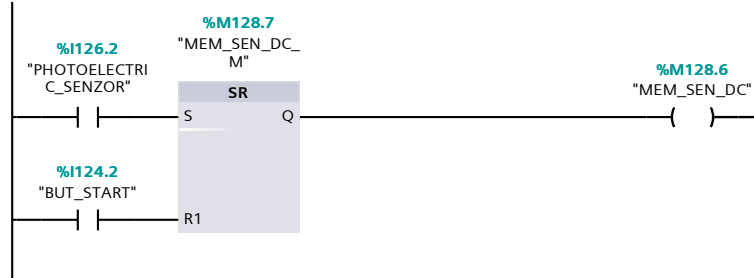 %M128.7
"MEM_SEN_DC_
M"
%I126.2
"PHOTOELECTRI
C_SENZOR"
SR
S
Q
%M128.6
"MEM_SEN_DC"
%I124.2
"BUT_START"
R1